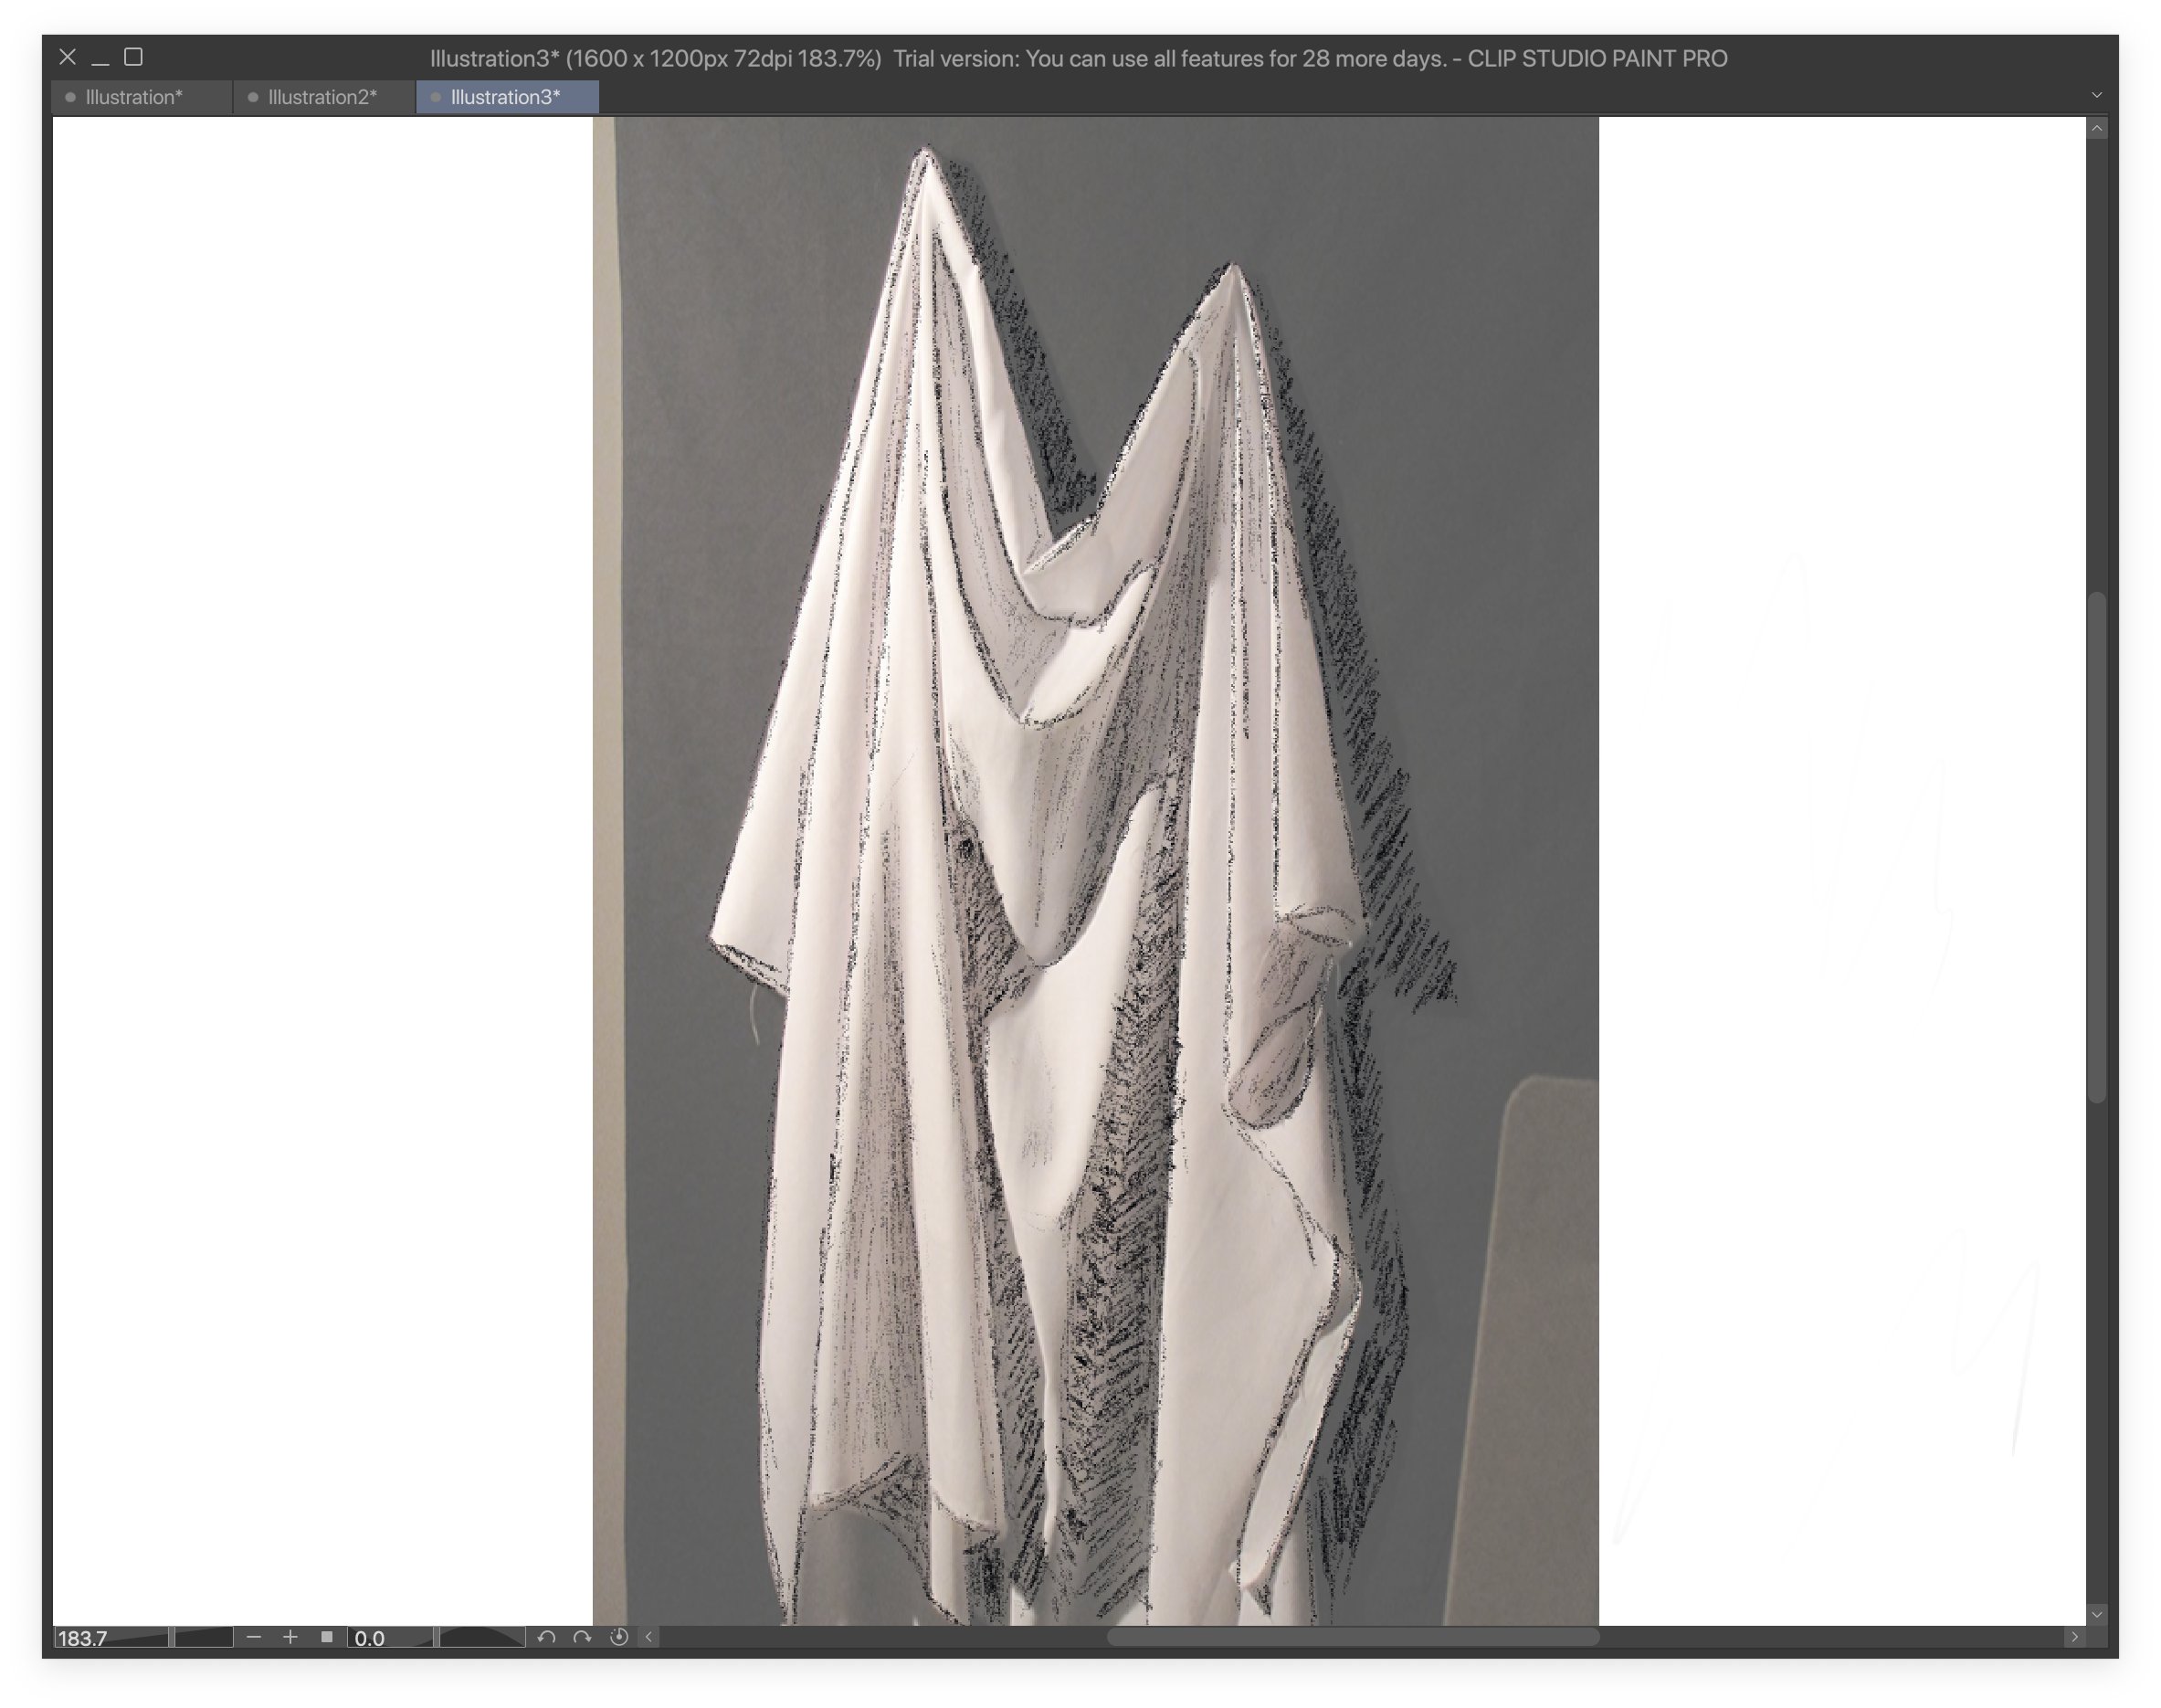 Illustration3* (1600 x 1200px 72dpi 183.7%)  Trial version: You can use all features for 28 more days. - CLIP STUDIO PAINT PRO
Illustration* Illustration2* Illustration3*
183.7 0.0